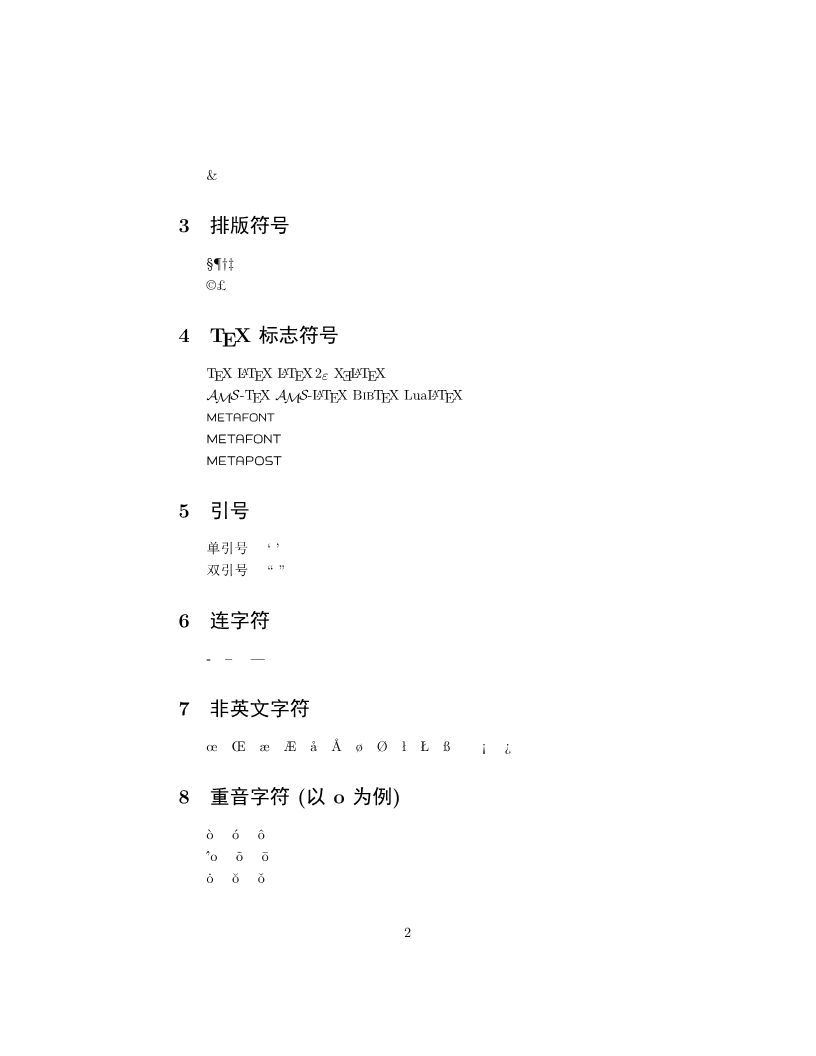 &
3 排版符号
§¶†‡
©£
4 TEX 标志符号
TEX LATEX LATEX 2ε XƎLATEX
AMS-TEX AMS-LATEX BIBTEX LuaLATEX
METAFONT
METAFONT
METAPOST
5 引号
单引号 ‘ ’
双引号 “ ”
6 连字符
- – —
7 非英文字符
œ Œ æ Æ å Å ø Ø ł Ł ß ¡ ¿
8 重音字符 (以 o 为例)
ò ó ô
՞o õ ō
ȯ ŏ ǒ
2